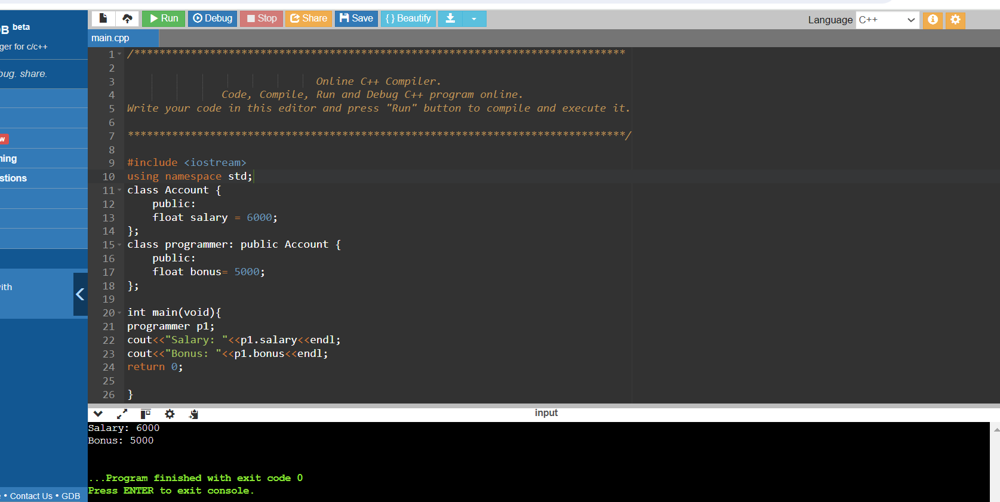 B beta
ger for c/c++
bug. share.
w
ning
stions
ith
• Contact Us • GDB
Run Debug Stop Share Save { } Beautify
Language C++
main.cpp
1 /******************************************************************************
2
3 Online C++ Compiler.
4 Code, Compile, Run and Debug C++ program online.
5 Write your code in this editor and press "Run" button to compile and execute it.
6
7 *******************************************************************************/
8
9 #include <iostream>
10 using namespace std;
11 class Account {
12 public:
13 float salary = 6000;
14 };
15 class programmer: public Account {
16 public:
17 float bonus= 5000;
18 };
19
20 int main(void){
21 programmer p1;
22 cout<<"Salary: "<<p1.salary<<endl;
23 cout<<"Bonus: "<<p1.bonus<<endl;
24 return 0;
25
26 }
input
Salary: 6000
Bonus: 5000
...Program finished with exit code 0
Press ENTER to exit console.